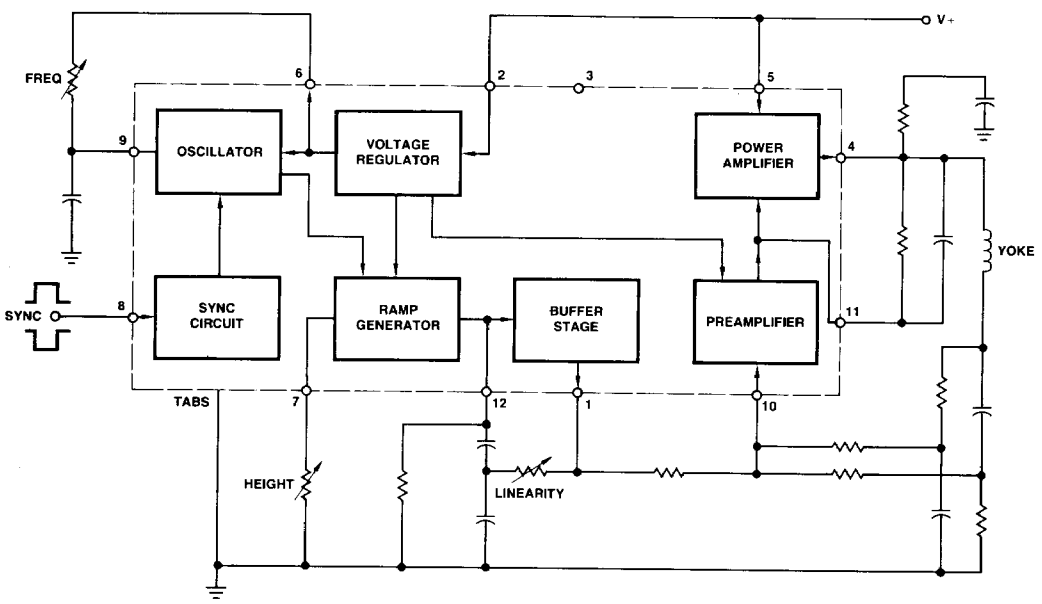 V+
6
2
3
5
FREQ
9
OSCILLATOR
VOLTAGE
REGULATOR
POWER
AMPLIFIER
4
YOKE
SYNC
8
SYNC
CIRCUIT
RAMP
GENERATOR
BUFFER
STAGE
PREAMPLIFIER
11
TABS
7
12
1
10
HEIGHT
LINEARITY